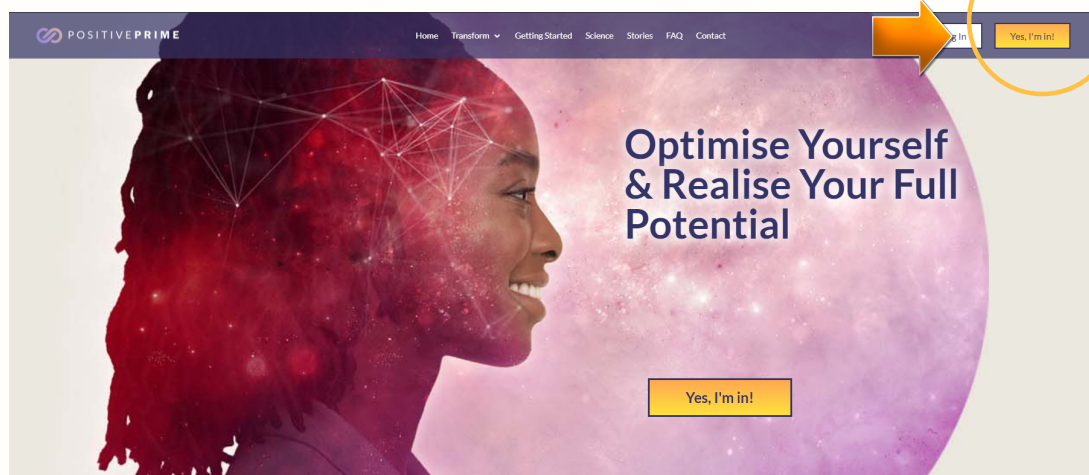 POSITIVEPRIME
Home Transform Getting Started Science Stories FAQ Contact
In
Yes, I'm in!
Optimise Yourself
& Realise Your Full
Potential
Yes, I'm in!